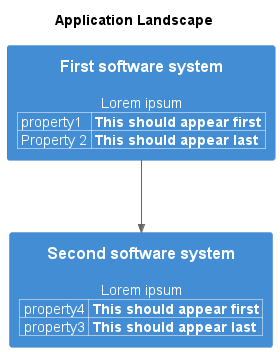 Application Landscape
First software system
Lorem ipsum
property1 This should appear first
Property 2 This should appear last
Second software system
Lorem ipsum
property4 This should appear first
property3 This should appear last